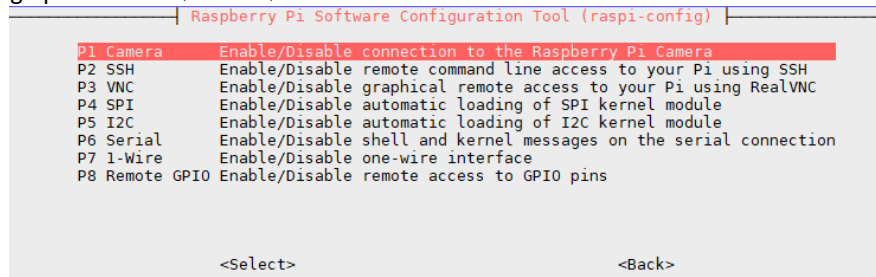 Raspberry Pi Software Configuration Tool (raspi-config)
P1 Camera Enable/Disable connection to the Raspberry Pi Camera
P2 SSH Enable/Disable remote command line access to your Pi using SSH
P3 VNC Enable/Disable graphical remote access to your Pi using RealVNC
P4 SPI Enable/Disable automatic loading of SPI kernel module
P5 I2C Enable/Disable automatic loading of I2C kernel module
P6 Serial Enable/Disable shell and kernel messages on the serial connection
P7 1-Wire Enable/Disable one-wire interface
P8 Remote GPIO Enable/Disable remote access to GPIO pins
<Select> <Back>